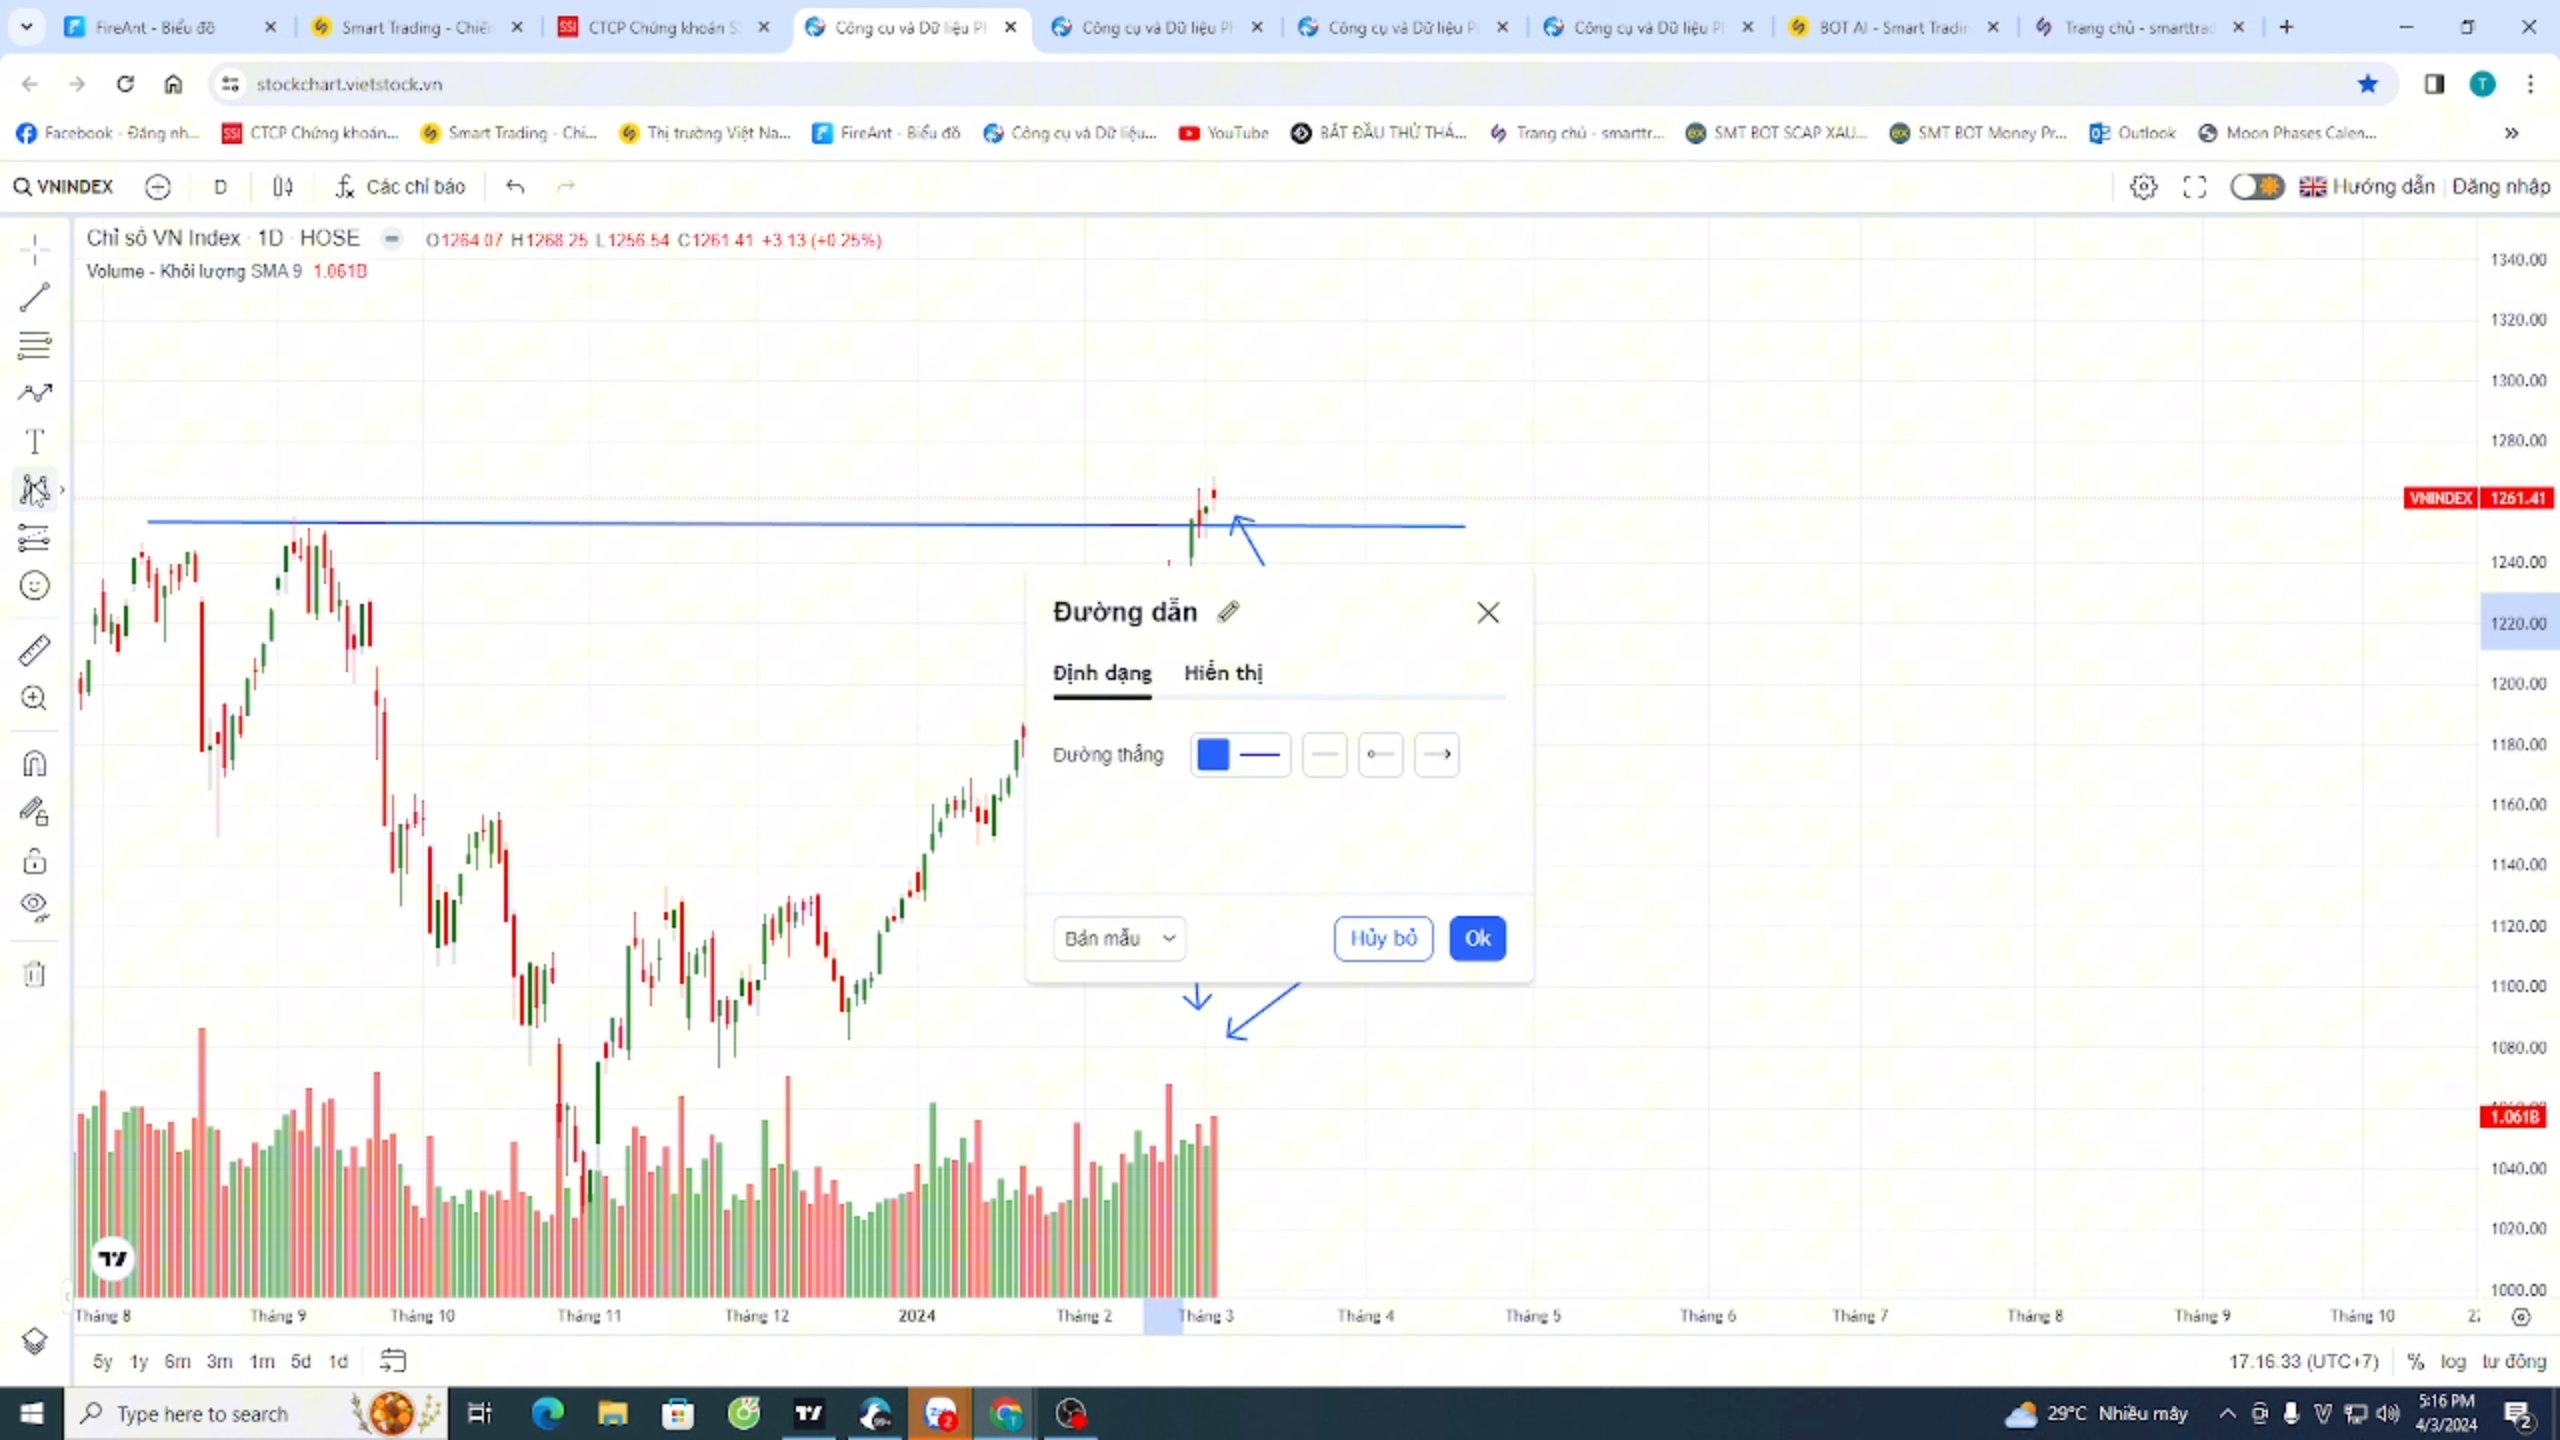 FireAnt - Biểu đồ
Smart Trading - Chiến
CTCP Chứng khoán S
Công cụ và Dữ liệu P
Công cụ và Dữ liệu P
Công cụ và Dữ liệu P
Công cụ và Dữ liệu P
BOT AI - Smart Tradin
Trang chủ - smarttra
stockchart.vietstock.vn
Facebook - Đăng nh...
CTCP Chứng khoán...
Smart Trading - Chi...
Thị trường Việt Na...
FireAnt - Biểu đồ
Công cụ và Dữ liệu...
YouTube
BẮT ĐẦU THỬ THÁ...
Trang chủ - smarttr...
SMT BOT SCAP XAU...
SMT BOT Money Pr...
Outlook
Moon Phases Calen...
VNINDEX
D
Các chỉ báo
Hướng dẫn
Đăng nhập
Chỉ số VN Index · 1D · HOSE
O1264.07 H1268.25 L1256.54 C1261.41 +3.13 (+0.25%)
Volume - Khối lượng SMA 9 1.061B
1340.00
1320.00
1300.00
1280.00
VNINDEX 1261.41
1240.00
1220.00
1200.00
1180.00
1160.00
1140.00
1120.00
1100.00
1080.00
1.061B
1040.00
1020.00
1000.00
Đường dẫn
Định dạng
Hiển thị
Đường thẳng
Bản mẫu
Hủy bỏ
Ok
Tháng 8
Tháng 9
Tháng 10
Tháng 11
Tháng 12
2024
Tháng 2
Tháng 3
Tháng 4
Tháng 5
Tháng 6
Tháng 7
Tháng 8
Tháng 9
Tháng 10
5y 1y 6m 3m 1m 5d 1d
17:16:33 (UTC+7)
% log tự động
Type here to search
29°C Nhiều mây
5:16 PM
4/3/2024